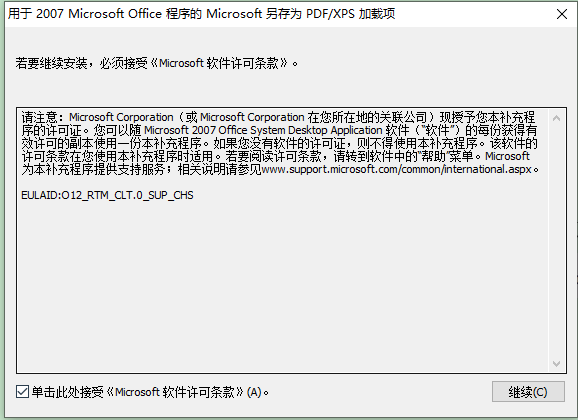 用于 2007 Microsoft Office 程序的 Microsoft 另存为 PDF/XPS 加载项
若要继续安装，必须接受《Microsoft 软件许可条款》。
请注意：Microsoft Corporation（或 Microsoft Corporation 在您所在地的关联公司）现授予您本补充程
序的许可证。您可以随 Microsoft 2007 Office System Desktop Application 软件（“软件”）的每份获得有
效许可的副本使用一份本补充程序。如果您没有软件的许可证，则不得使用本补充程序。该软件的
许可条款在您使用本补充程序时适用。若要阅读许可条款，请转到软件中的“帮助”菜单。Microsoft
为本补充程序提供支持服务；相关说明请参见www.support.microsoft.com/common/international.aspx。
EULAID:O12_RTM_CLT.0_SUP_CHS
单击此处接受《Microsoft 软件许可条款》(A)。
继续(C)